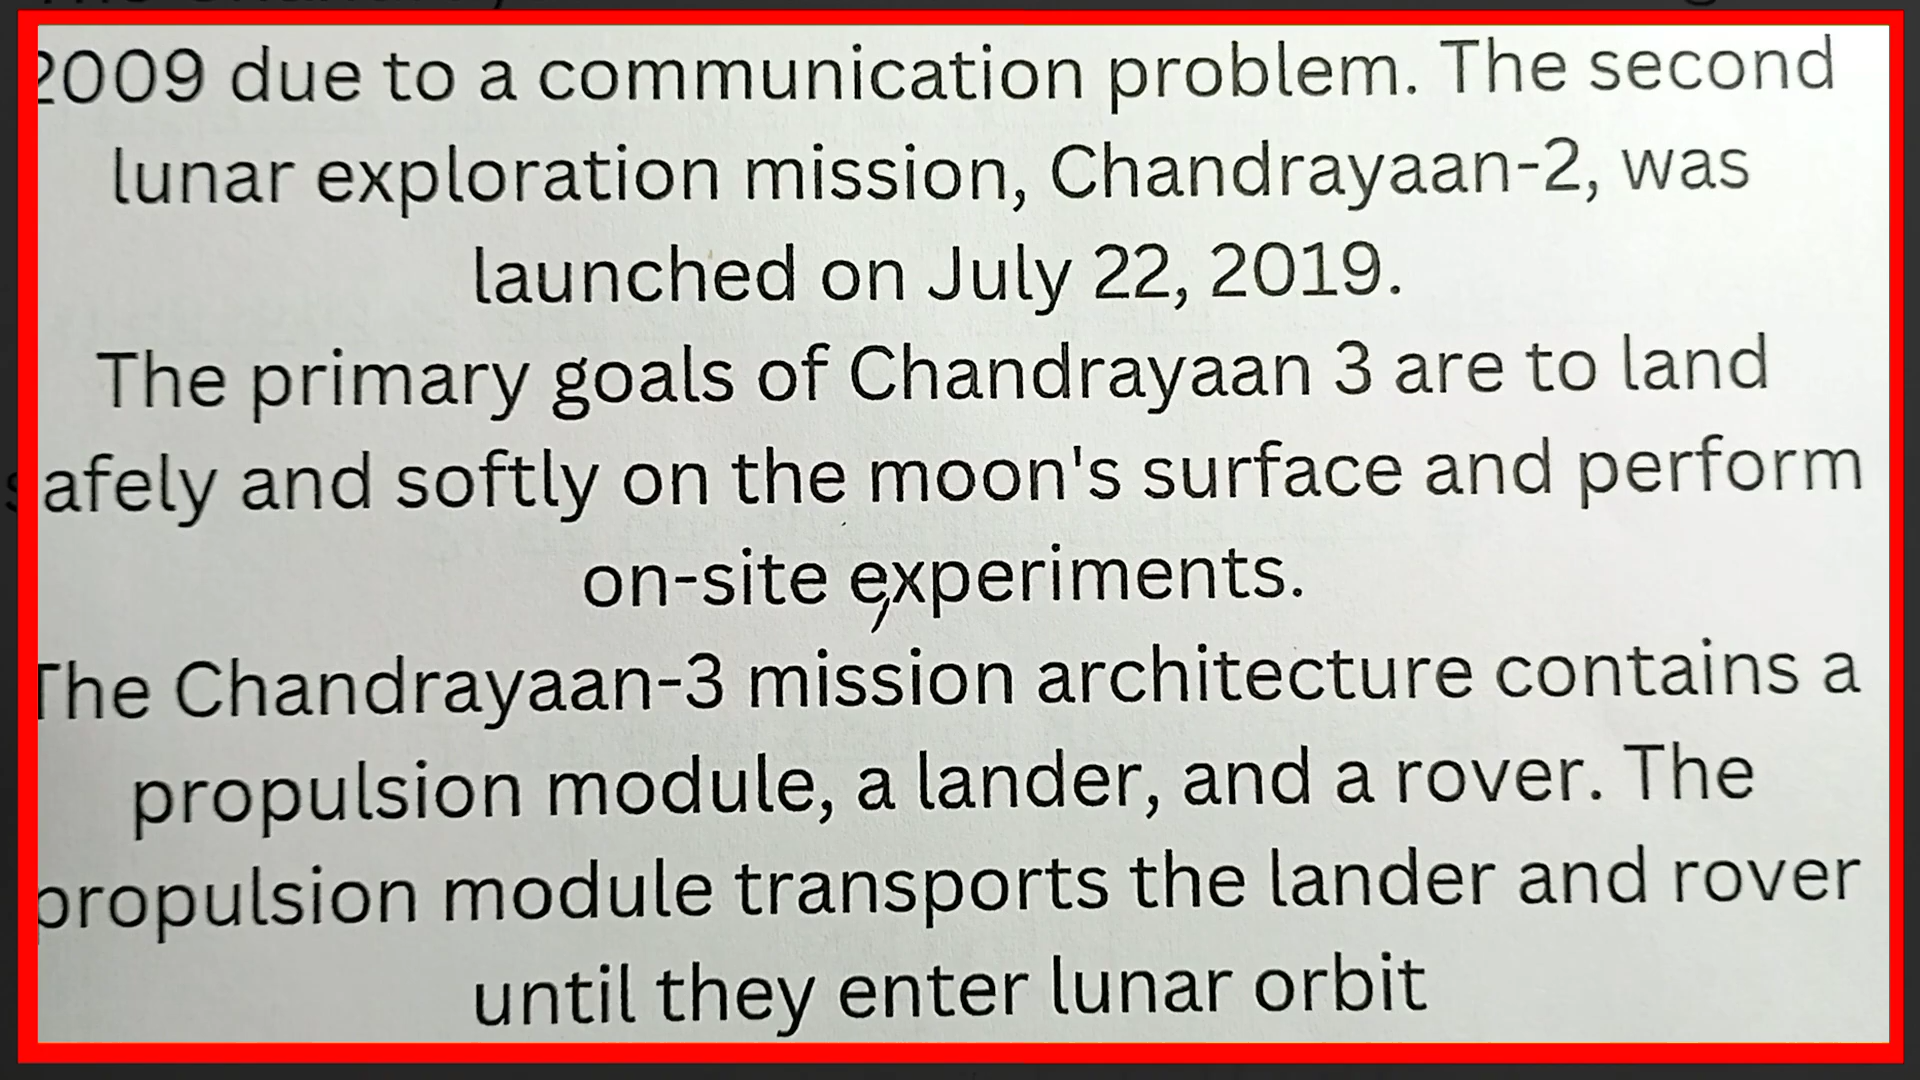 2009 due to a communication problem. The second
lunar exploration mission, Chandrayaan-2, was
launched on July 22, 2019.
The primary goals of Chandrayaan 3 are to land
safely and softly on the moon's surface and perform
on-site experiments.
The Chandrayaan-3 mission architecture contains a
propulsion module, a lander, and a rover. The
propulsion module transports the lander and rover
until they enter lunar orbit